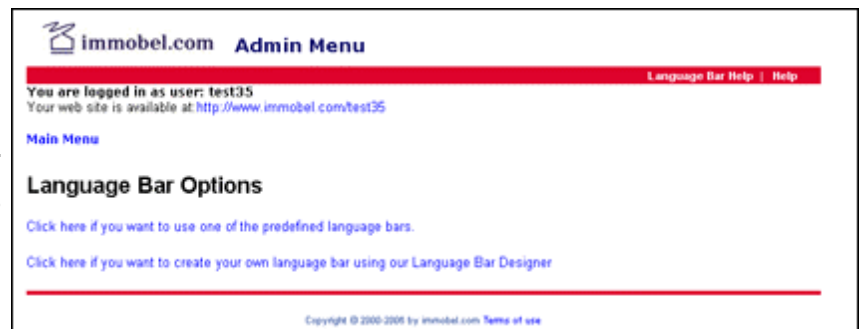 immobel.com Admin Menu
Language Bar Help | Help
You are logged in as user: test35
Your web site is available at:http://www.immobel.com/test35
Main Menu
Language Bar Options
Click here if you want to use one of the predefined language bars.
Click here if you want to create your own language bar using our Language Bar Designer
Copyright © 2000-2006 by immobel.com Terms of use